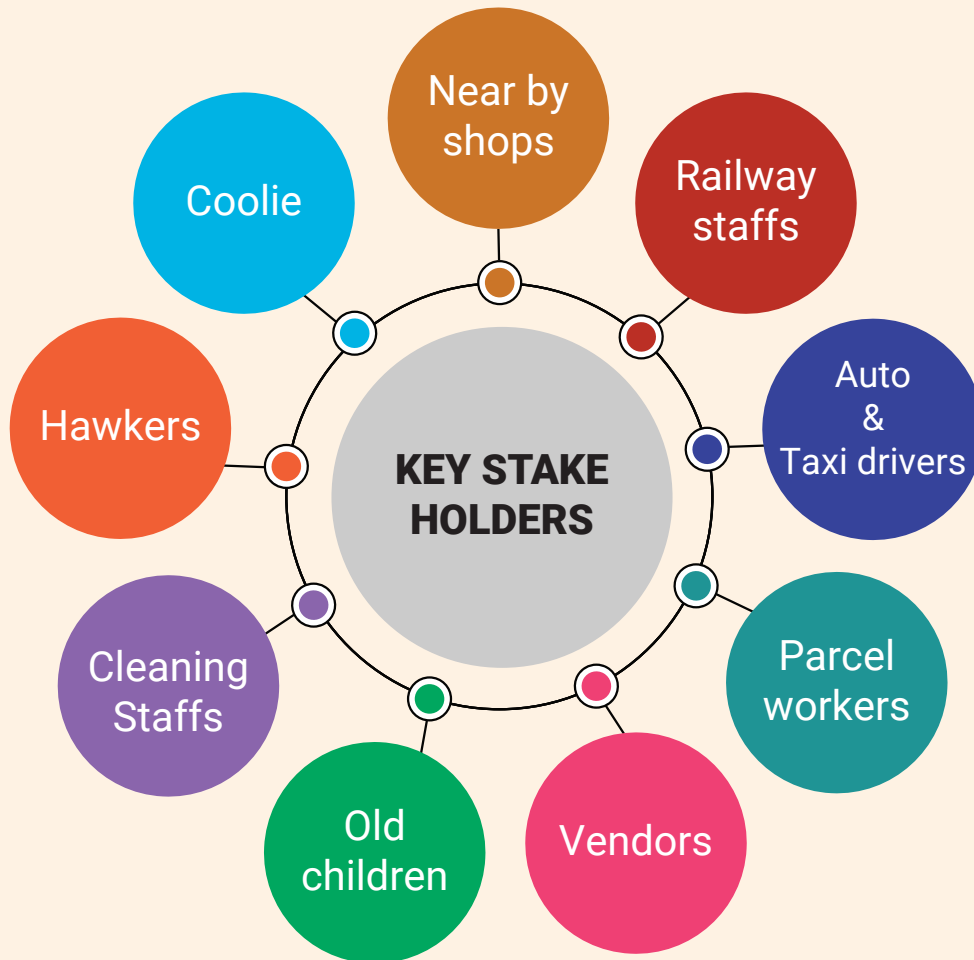 Near by
shops
Railway
staffs
Auto
&
Taxi drivers
Parcel
workers
Vendors
Old
children
Cleaning
Staffs
Hawkers
Coolie
KEY STAKE
HOLDERS